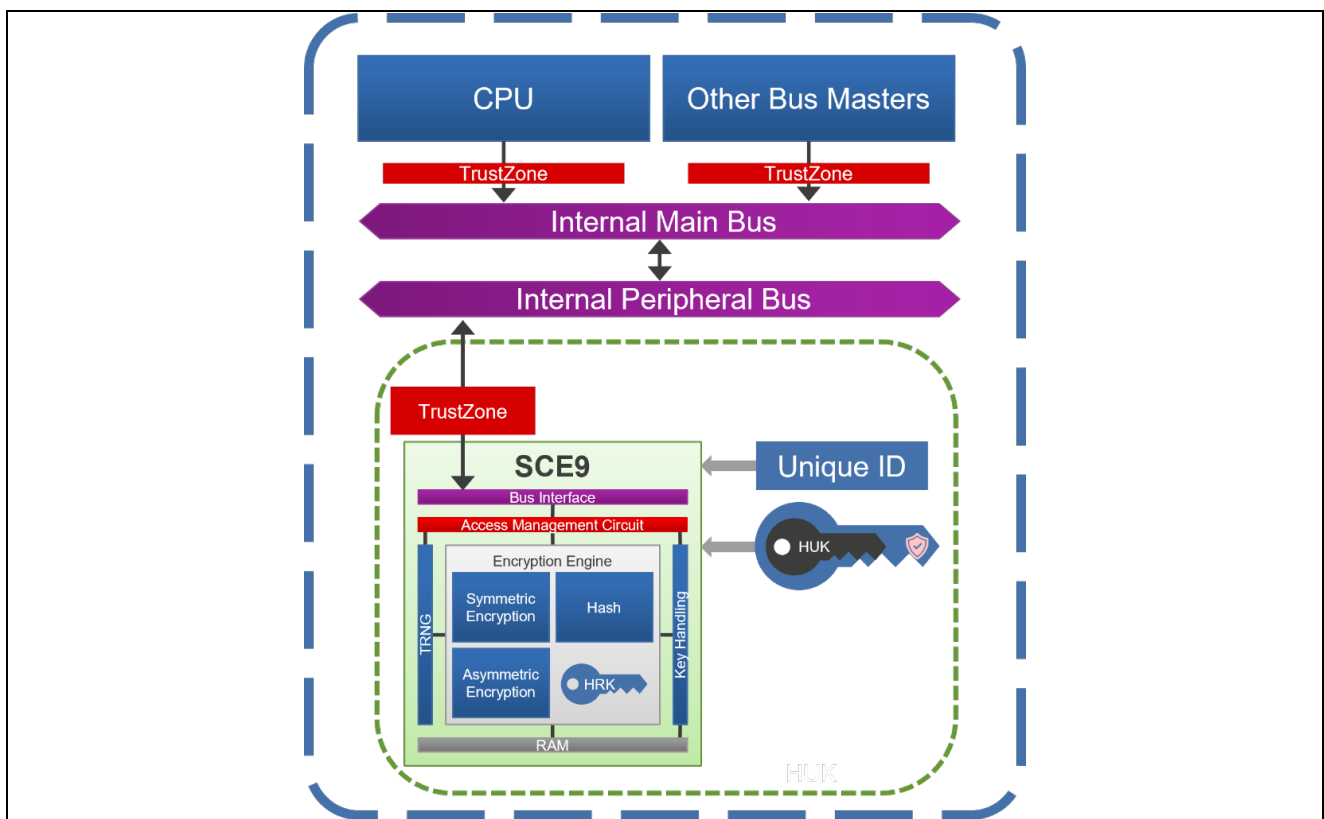 CPU
Other Bus Masters
TrustZone
TrustZone
Internal Main Bus
Internal Peripheral Bus
TrustZone
SCE9
Unique ID
Bus Interface
Access Management Circuit
HUK
Encryption Engine
Symmetric
Encryption
Hash
TRNG
Key Handling
Asymmetric
Encryption
HRK
RAM
HUK